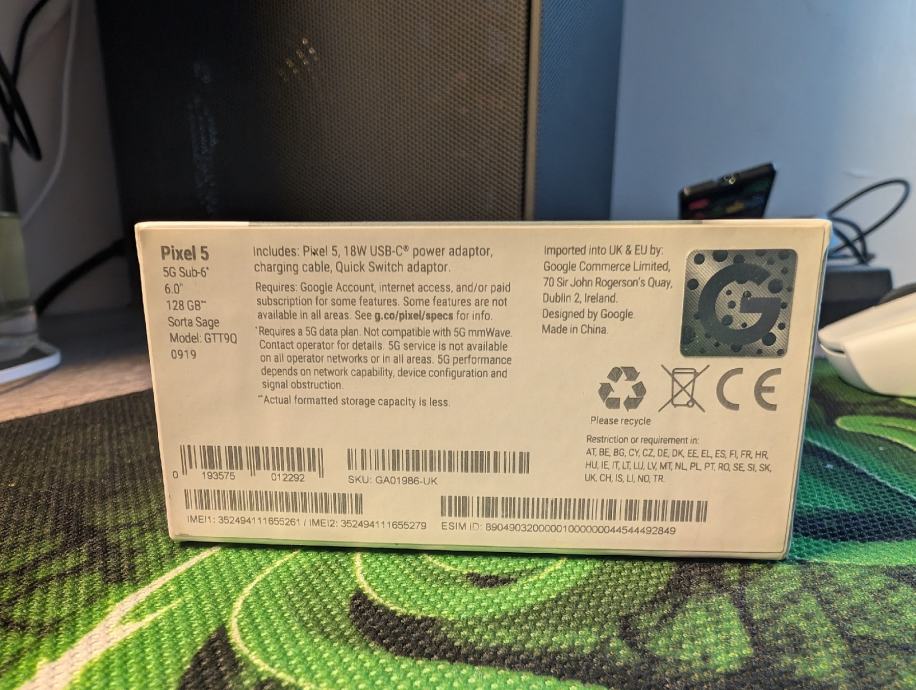 Pixel 5
5G Sub-6*
6.0"
128 GB**
Sorta Sage
Model: GTT9Q
0919
Includes: Pixel 5, 18W USB-C® power adaptor,
charging cable, Quick Switch adaptor.
Requires: Google Account, internet access, and/or paid
subscription for some features. Some features are not
available in all areas. See g.co/pixel/specs for info.
*Requires a 5G data plan. Not compatible with 5G mmWave.
Contact operator for details. 5G service is not available
on all operator networks or in all areas. 5G performance
depends on network capability, device configuration and
signal obstruction.
**Actual formatted storage capacity is less.
Imported into UK & EU by:
Google Commerce Limited,
70 Sir John Rogerson's Quay,
Dublin 2, Ireland.
Designed by Google.
Made in China.
G
CE
Please recycle
Restriction or requirement in:
AT, BE, BG, CY, CZ, DE, DK, EE, EL, ES, FI, FR, HR,
HU, IE, IT, LT, LU, LV, MT, NL, PL, PT, RO, SE, SI, SK,
UK, CH, IS, LI, NO, TR.
0 193575 012292
SKU: GA01986-UK
IMEI1: 352494111655261 / IMEI2: 352494111655279
ESIM ID: 89049032000001000000044544492849